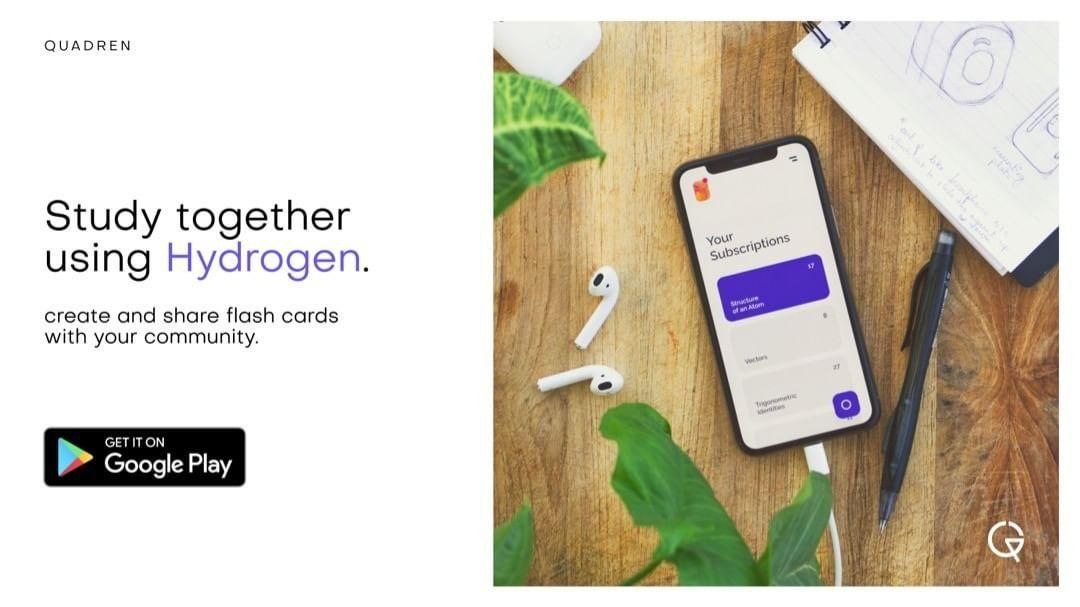 QUADREN
Study together
using Hydrogen.
create and share flash cards
with your community.
GET IT ON
Google Play
Your
Subscriptions
17
Structure
of an Atom
8
Vectors
27
Trigonometric
Identities